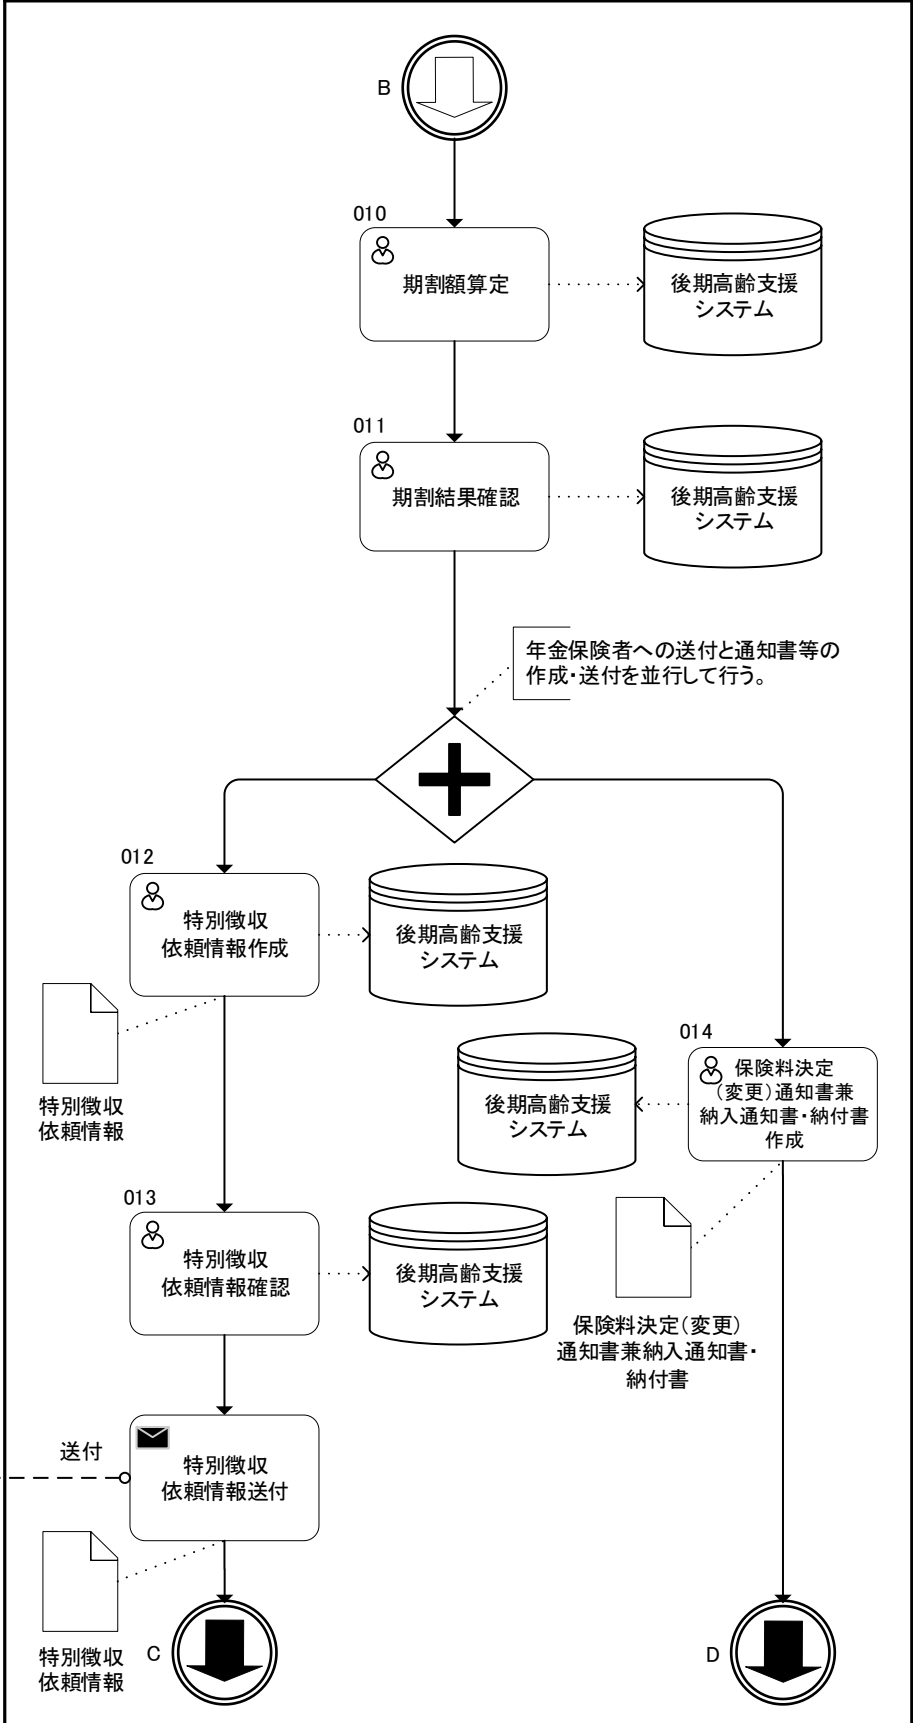 B
010
期割額算定
後期高齢支援
システム
011
期割結果確認
後期高齢支援
システム
年金保険者への送付と通知書等の
作成・送付を並行して行う。
012
特別徴収
依頼情報作成
後期高齢支援
システム
特別徴収
依頼情報
014
保険料決定
（変更）通知書兼
納入通知書・納付書
作成
後期高齢支援
システム
保険料決定（変更）
通知書兼納入通知書・
納付書
013
特別徴収
依頼情報確認
後期高齢支援
システム
送付
特別徴収
依頼情報送付
特別徴収
依頼情報
C
D